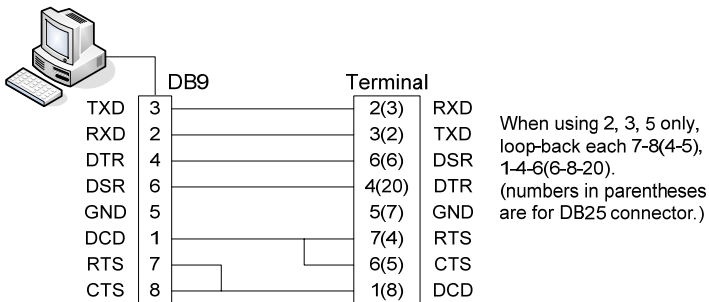 DB9 Terminal
TXD 3 2(3) RXD
RXD 2 3(2) TXD
DTR 4 6(6) DSR
DSR 6 4(20) DTR
GND 5 5(7) GND
DCD 1 7(4) RTS
RTS 7 6(5) CTS
CTS 8 1(8) DCD
When using 2, 3, 5 only,
loop-back each 7-8(4-5),
1-4-6(6-8-20).
(numbers in parentheses
are for DB25 connector.)